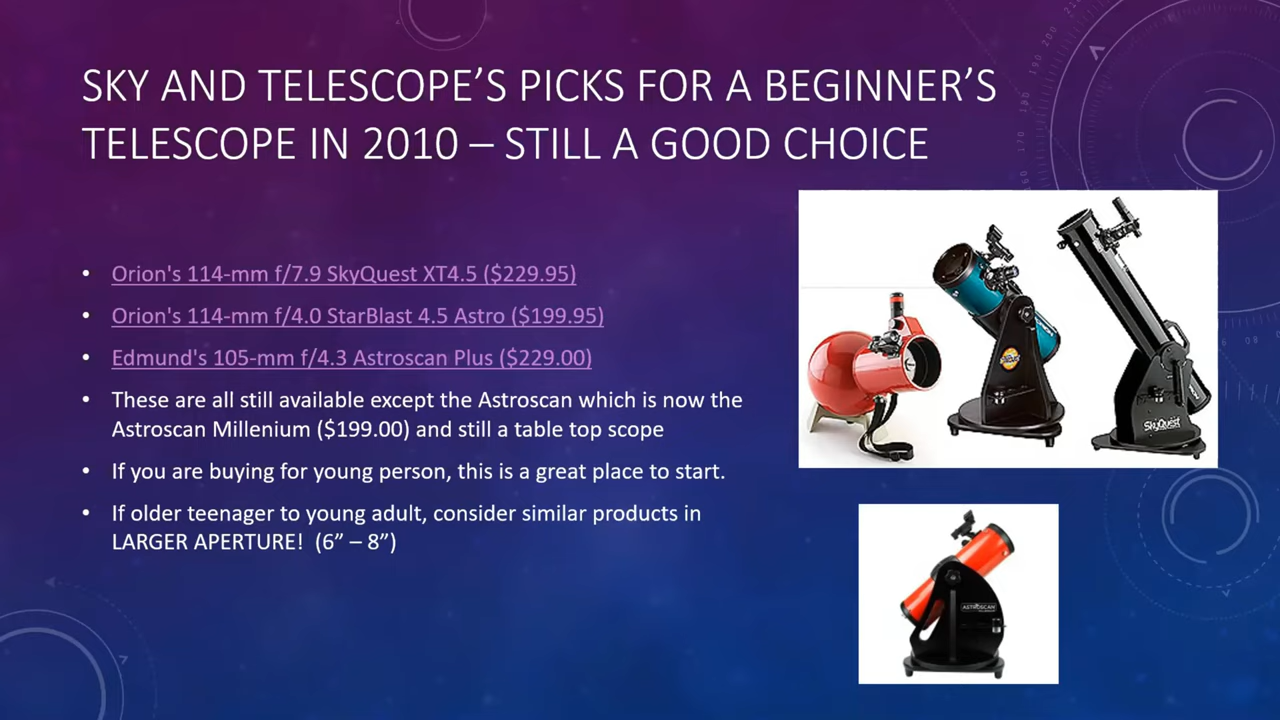 SKY AND TELESCOPE'S PICKS FOR A BEGINNER'S
TELESCOPE IN 2010 – STILL A GOOD CHOICE
• Orion's 114-mm f/7.9 SkyQuest XT4.5 ($229.95)
• Orion's 114-mm f/4.0 StarBlast 4.5 Astro ($199.95)
• Edmund's 105-mm f/4.3 Astroscan Plus ($229.00)
• These are all still available except the Astroscan which is now the
Astroscan Millenium ($199.00) and still a table top scope
• If you are buying for young person, this is a great place to start.
• If older teenager to young adult, consider similar products in
LARGER APERTURE! (6” – 8”)
SkyQuest
ASTROSCAN